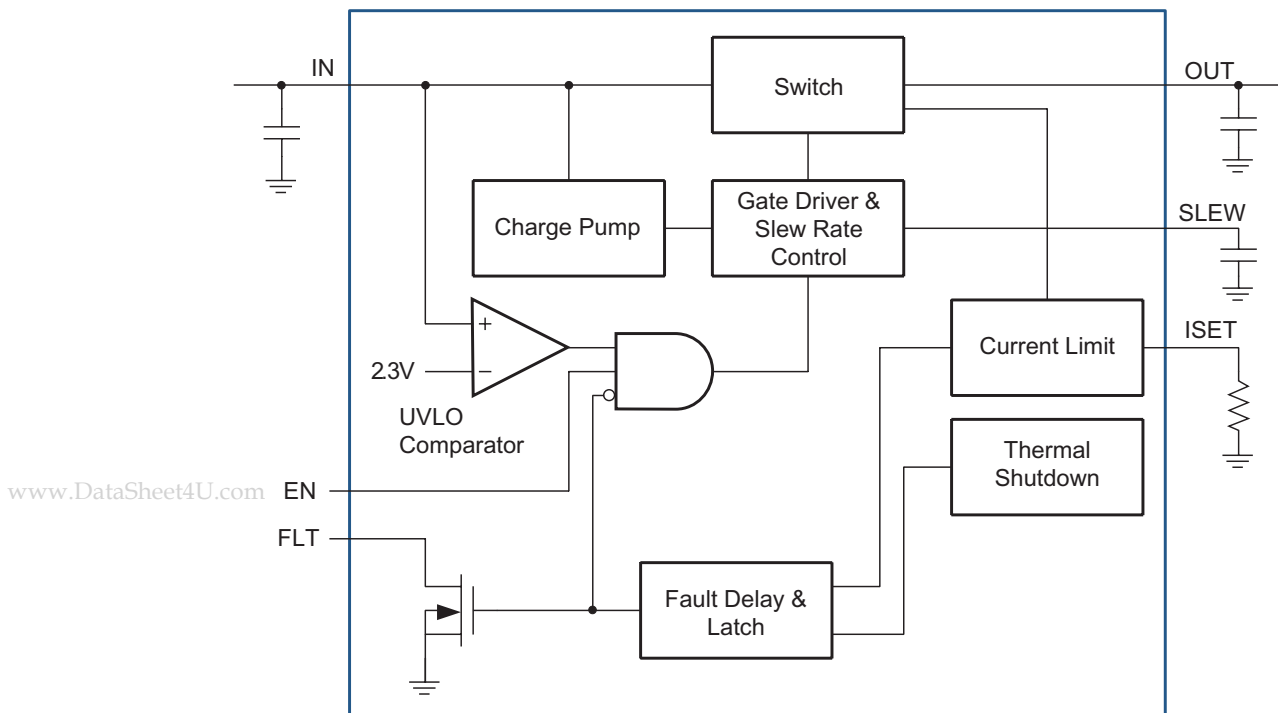 IN
OUT
Switch
Charge Pump
Gate Driver &
Slew Rate
Control
SLEW
+
−
2.3V
UVLO
Comparator
Current Limit
ISET
Thermal
Shutdown
www.DataSheet4U.com
EN
FLT
Fault Delay &
Latch